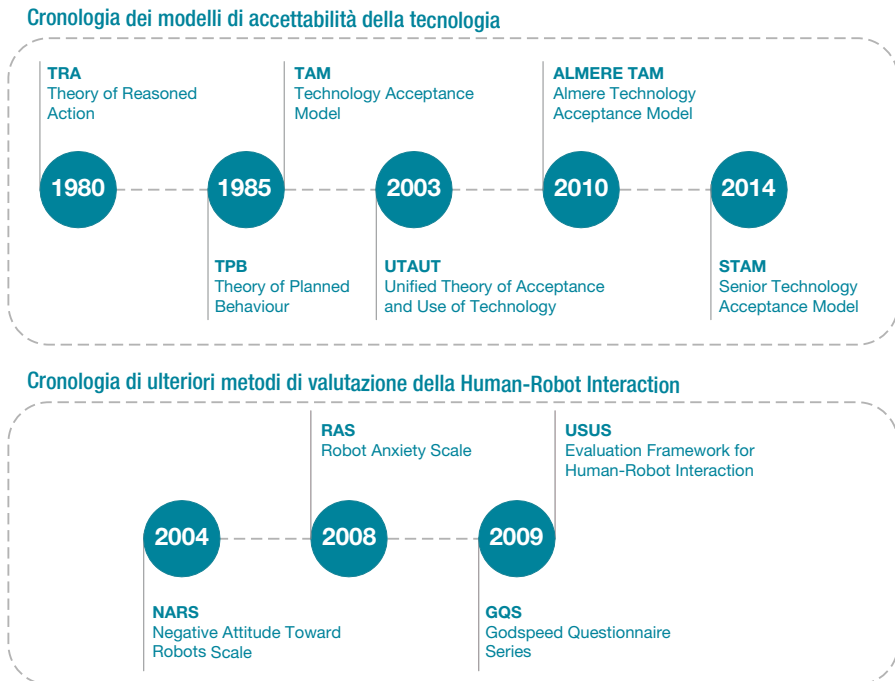 Cronologia dei modelli di accettabilità della tecnologia
TRA
Theory of Reasoned
Action
TAM
Technology Acceptance
Model
ALMERE TAM
Almere Technology
Acceptance Model
1980
1985
2003
2010
2014
TPB
Theory of Planned
Behaviour
UTAUT
Unified Theory of Acceptance
and Use of Technology
STAM
Senior Technology
Acceptance Model
Cronologia di ulteriori metodi di valutazione della Human-Robot Interaction
RAS
Robot Anxiety Scale
USUS
Evaluation Framework for
Human-Robot Interaction
2004
2008
2009
NARS
Negative Attitude Toward
Robots Scale
GQS
Godspeed Questionnaire
Series